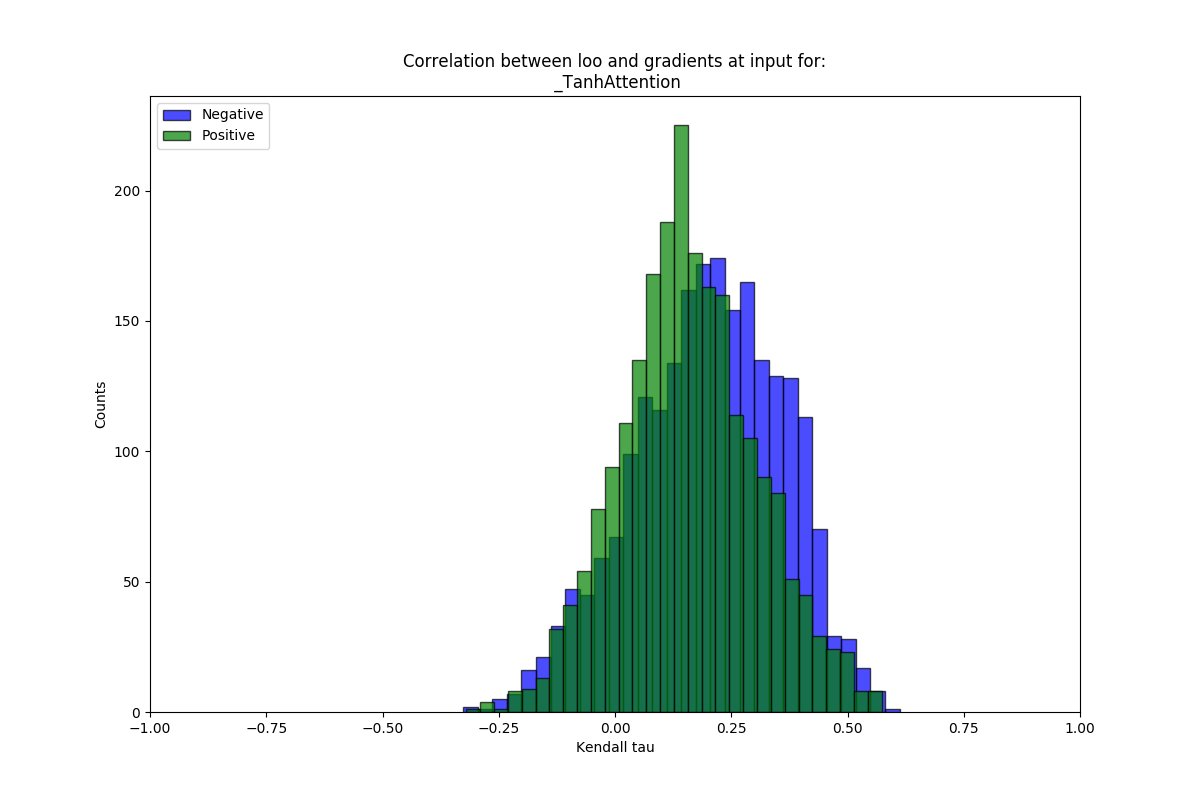 Correlation between loo and gradients at input for:
_TanhAttention
Negative
Positive
200
150
100
50
0
Counts
−1.00 −0.75 −0.50 −0.25 0.00 0.25 0.50 0.75 1.00
Kendall tau